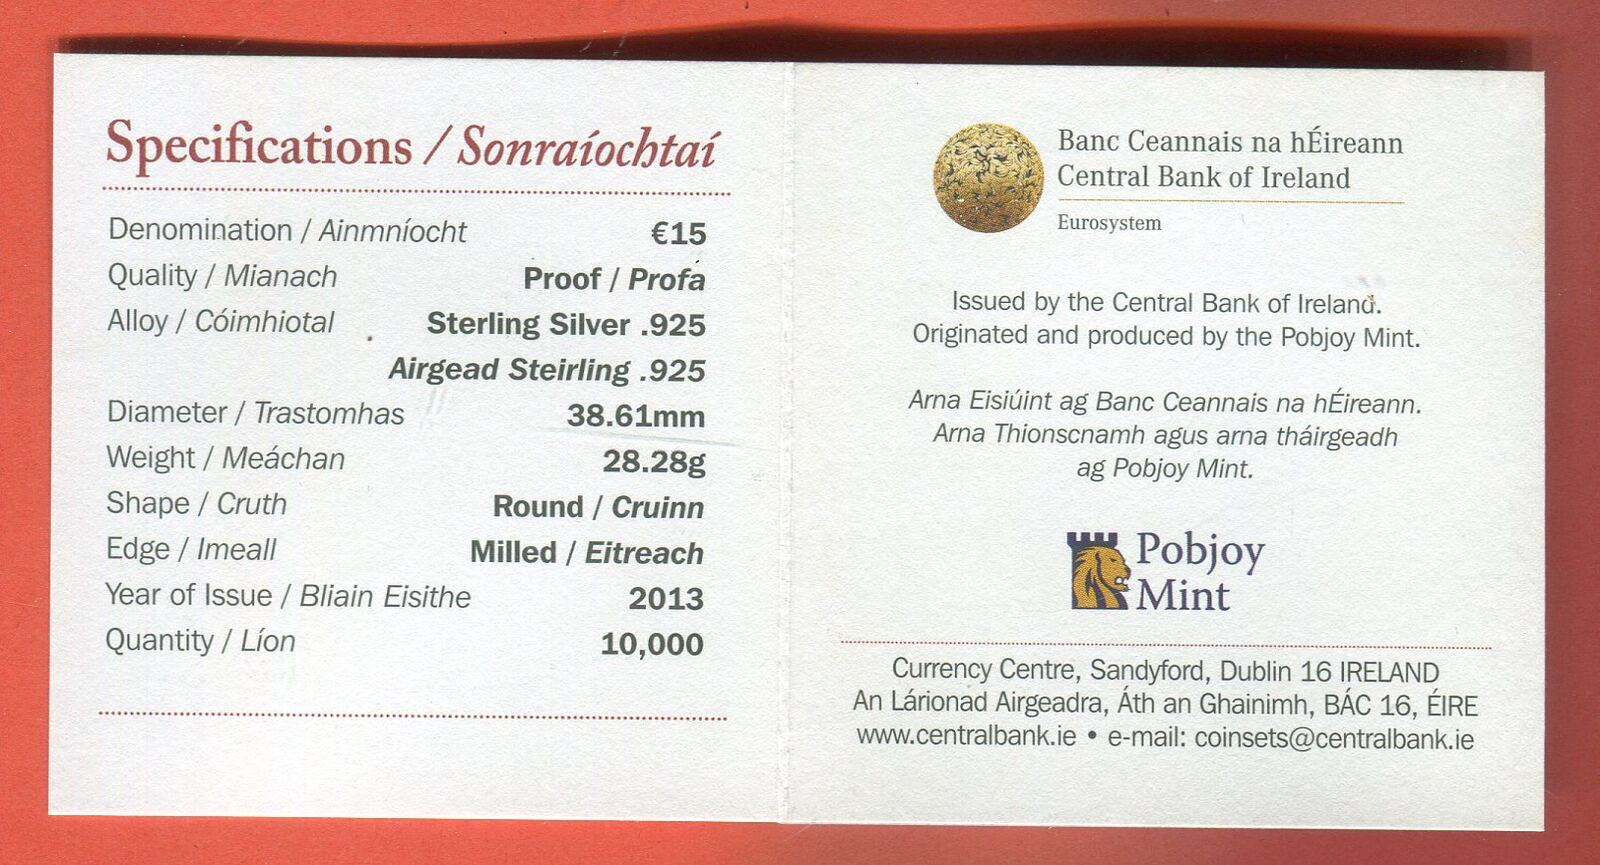 Specifications / Sonraíochtaí
Denomination / Ainmníocht €15
Quality / Mianach Proof / Profa
Alloy / Cóimhiotal Sterling Silver .925
Airgead Steirling .925
Diameter / Trastomhas 38.61mm
Weight / Meáchan 28.28g
Shape / Cruth Round / Cruinn
Edge / Imeall Milled / Eitreach
Year of Issue / Bliain Eisithe 2013
Quantity / Líon 10,000
Banc Ceannais na hÉireann
Central Bank of Ireland
Eurosystem
Issued by the Central Bank of Ireland.
Originated and produced by the Pobjoy Mint.
Arna Eisiúint ag Banc Ceannais na hÉireann.
Arna Thionscnamh agus arna tháirgeadh
ag Pobjoy Mint.
Pobjoy
Mint
Currency Centre, Sandyford, Dublin 16 IRELAND
An Lárionad Airgeadra, Áth an Ghainimh, BÁC 16, ÉIRE
www.centralbank.ie • e-mail: coinsets@centralbank.ie